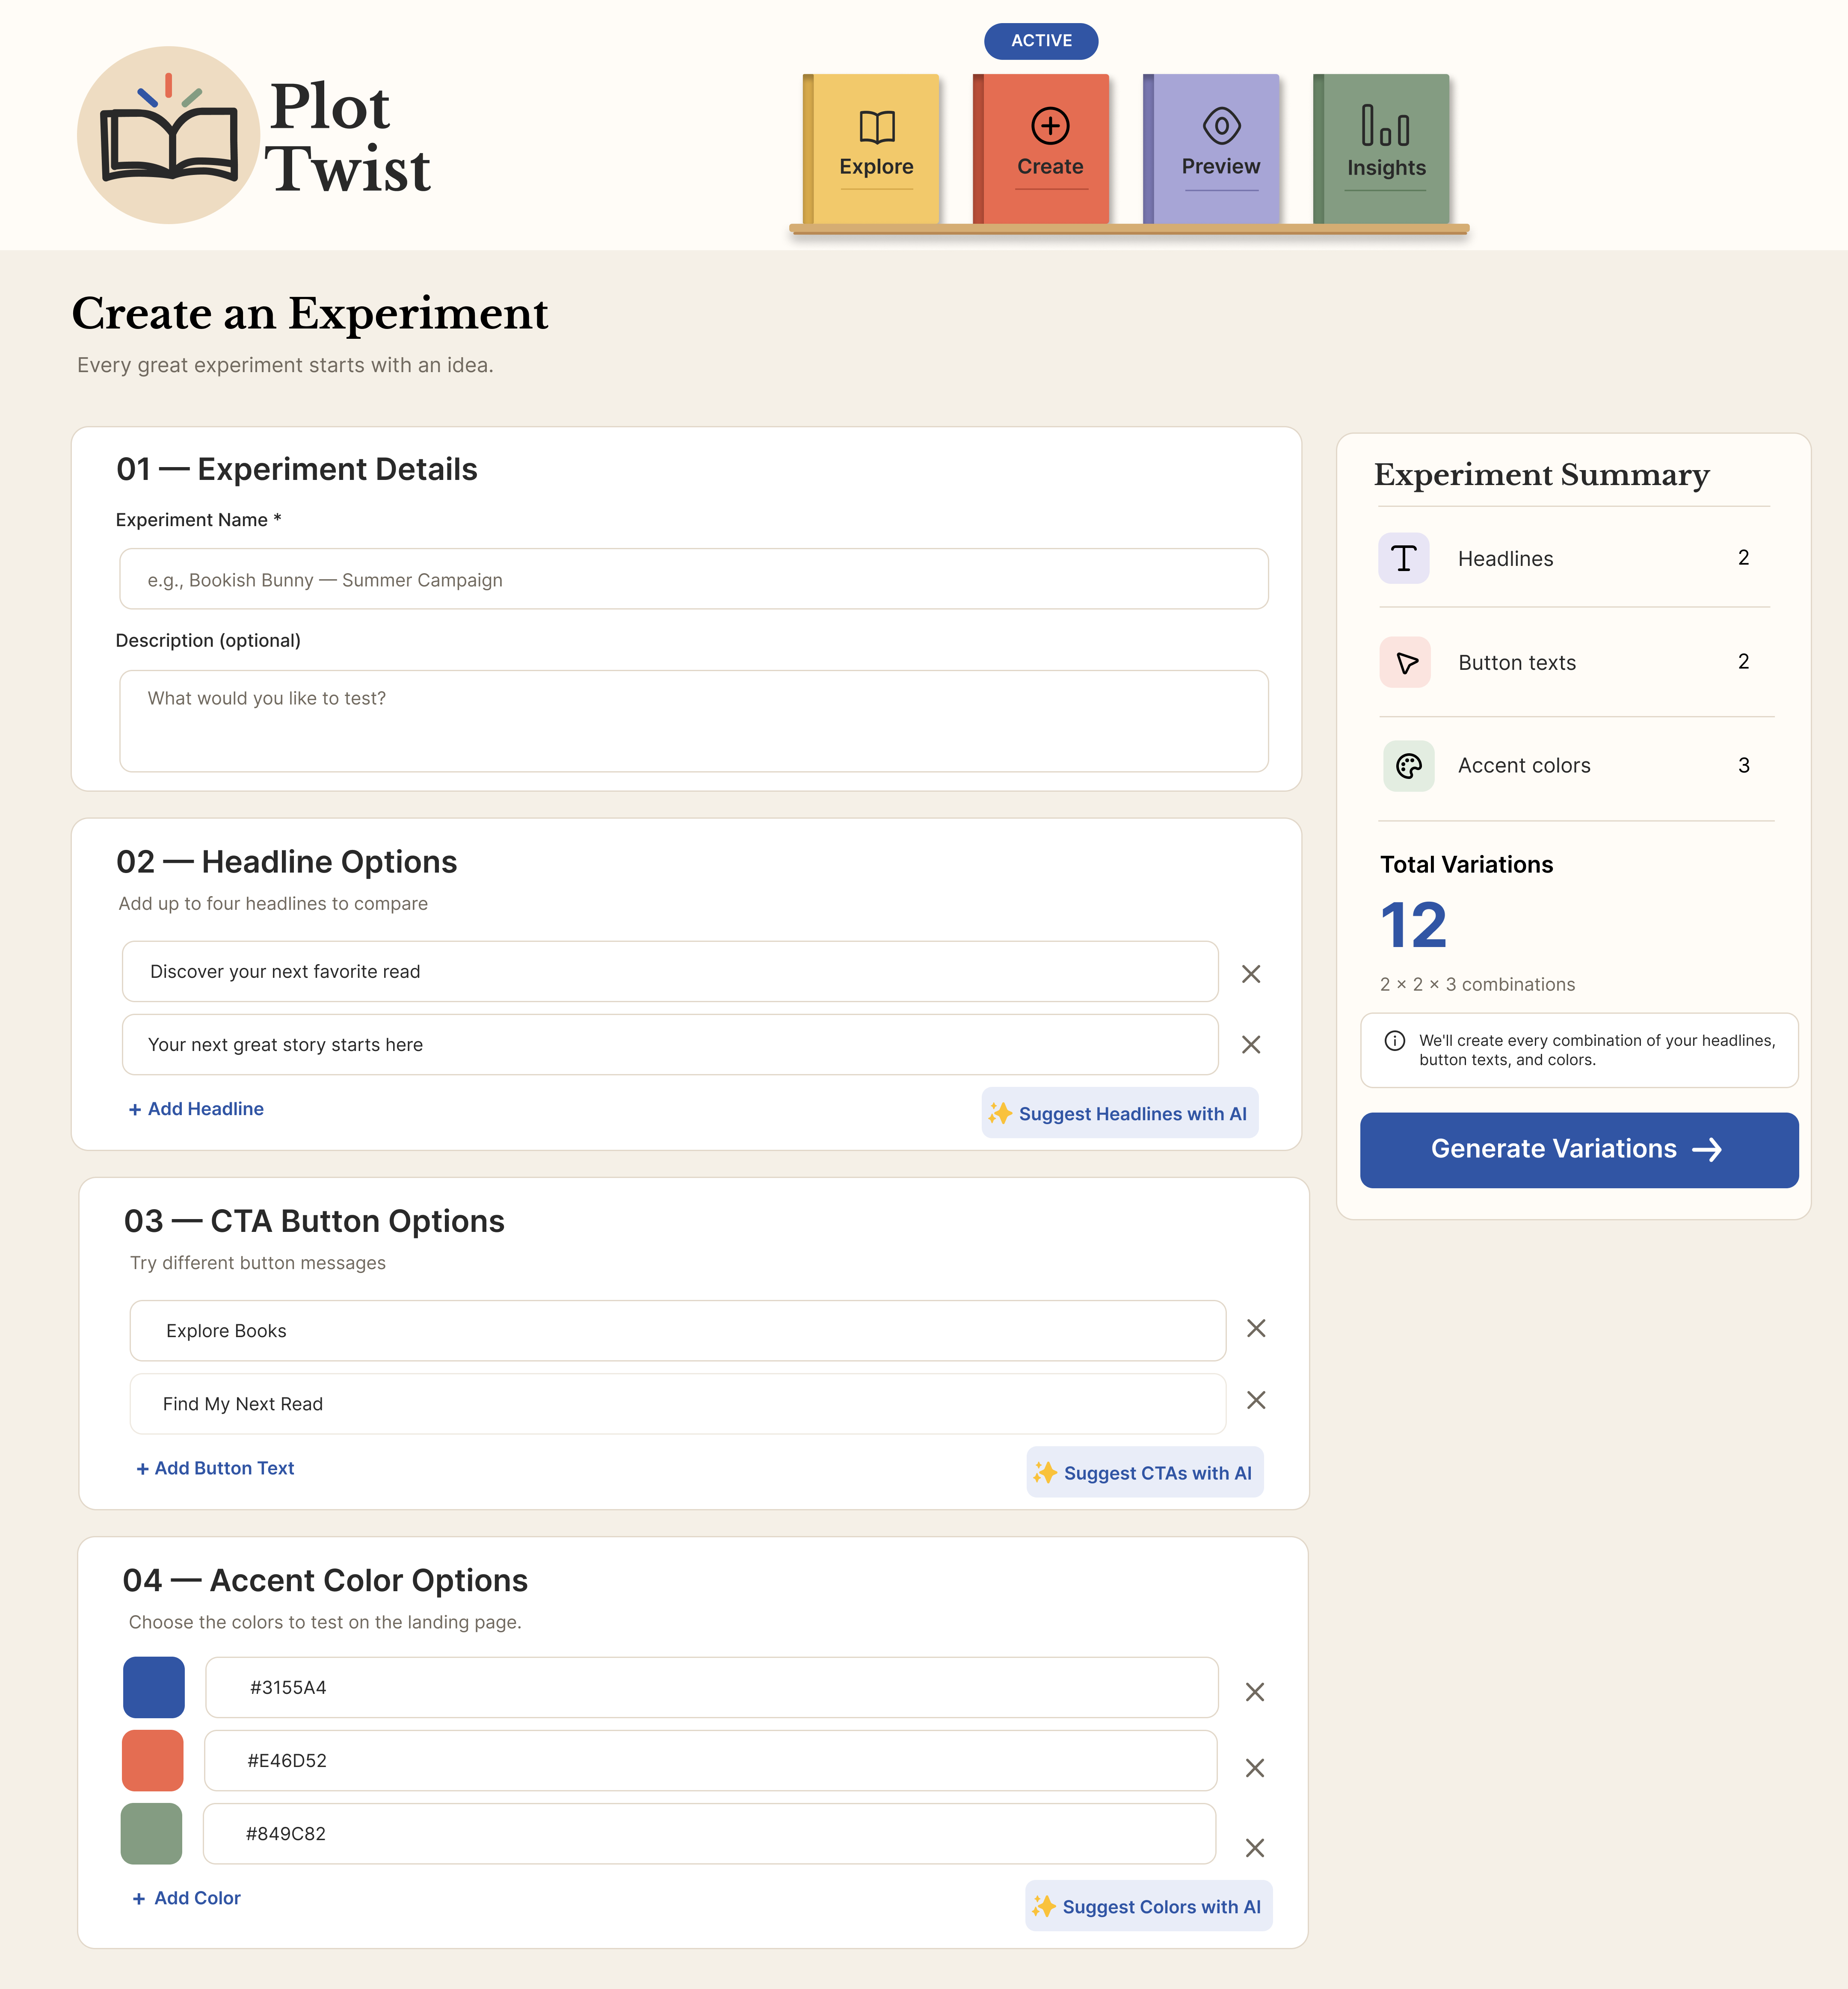 Plot
Twist
ACTIVE
Explore
Create
Preview
Insights
Create an Experiment
Every great experiment starts with an idea.
01 — Experiment Details
Experiment Name *
e.g., Bookish Bunny — Summer Campaign
Description (optional)
What would you like to test?
02 — Headline Options
Add up to four headlines to compare
Discover your next favorite read
Your next great story starts here
+ Add Headline
✨ Suggest Headlines with AI
03 — CTA Button Options
Try different button messages
Explore Books
Find My Next Read
+ Add Button Text
✨ Suggest CTAs with AI
04 — Accent Color Options
Choose the colors to test on the landing page.
#3155A4
#E46D52
#849C82
+ Add Color
✨ Suggest Colors with AI
Experiment Summary
Headlines 2
Button texts 2
Accent colors 3
Total Variations
12
2 × 2 × 3 combinations
We'll create every combination of your headlines,
button texts, and colors.
Generate Variations →